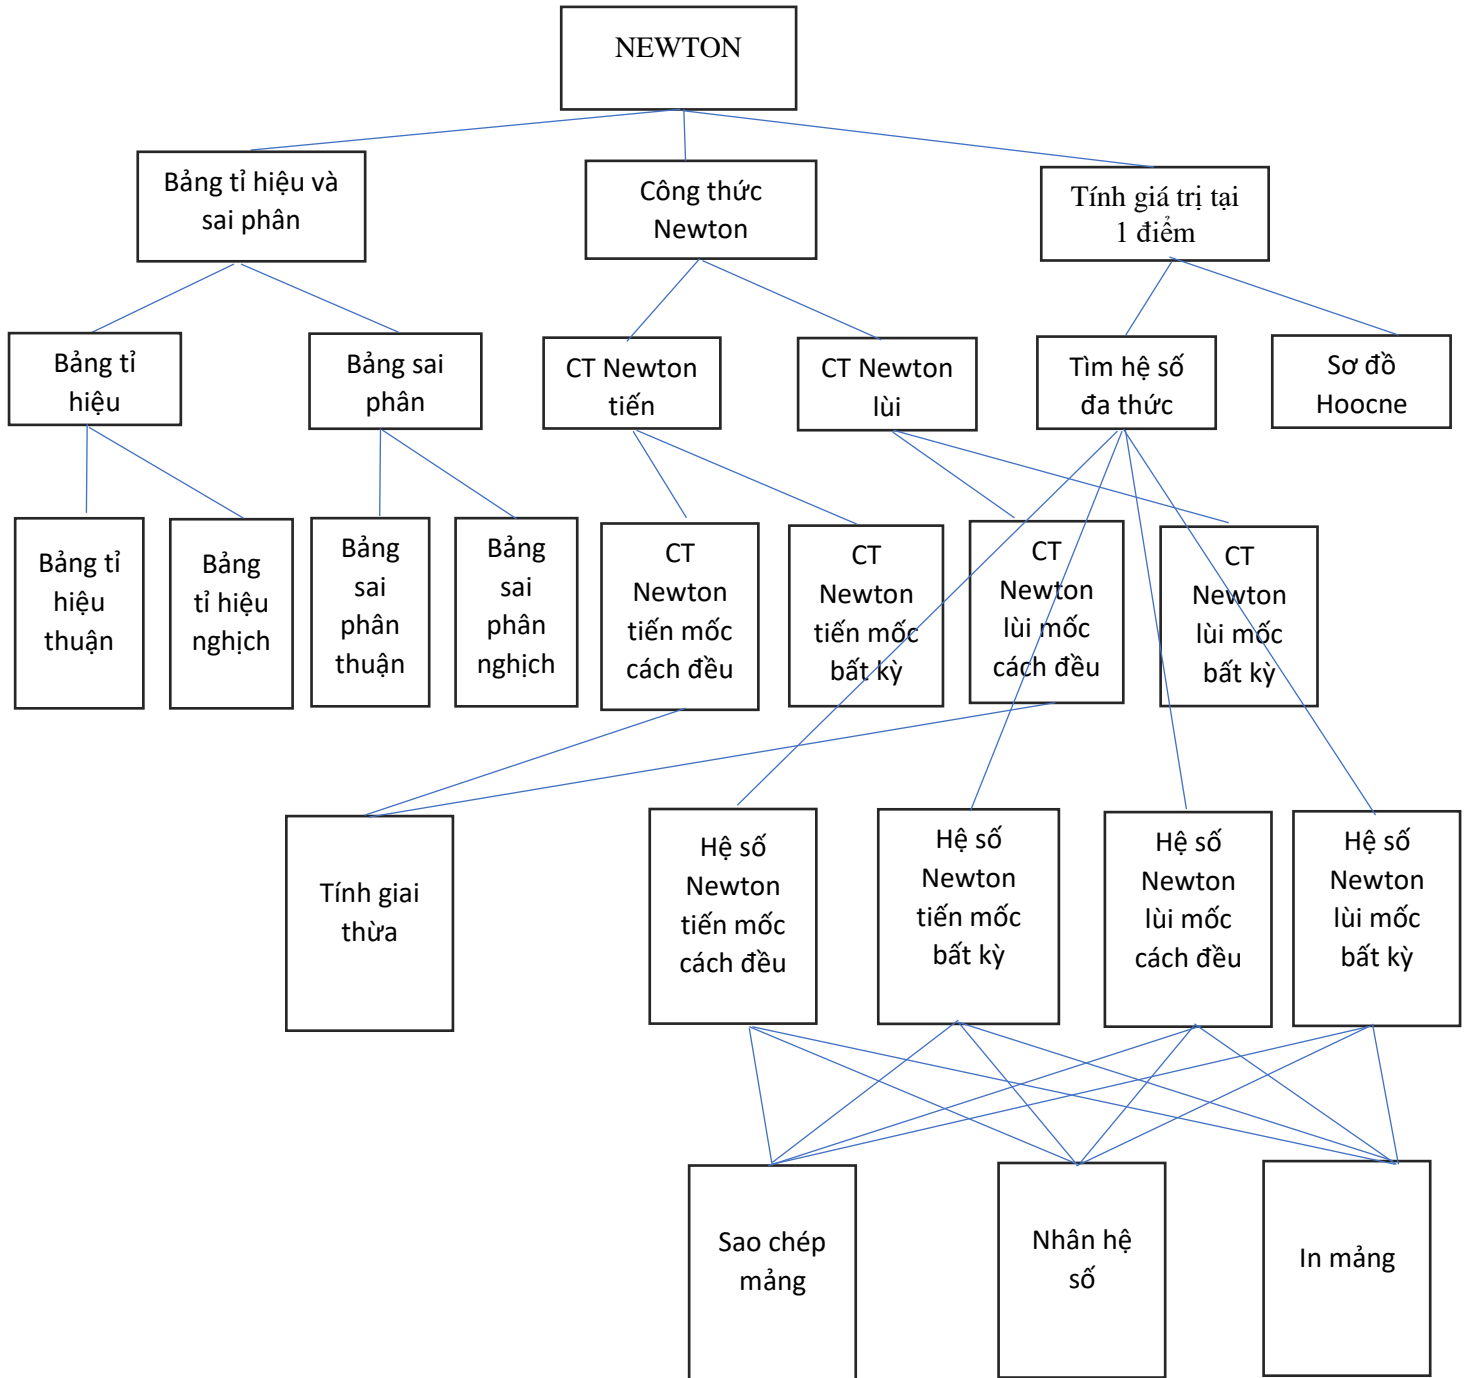 NEWTON
Bảng tỉ hiệu và
sai phân
Công thức
Newton
Tính giá trị tại
1 điểm
Bảng tỉ
hiệu
Bảng sai
phân
CT Newton
tiến
CT Newton
lùi
Tìm hệ số
đa thức
Sơ đồ
Hoocne
Bảng tỉ
hiệu
thuận
Bảng
tỉ hiệu
nghịch
Bảng
sai
phân
thuận
Bảng
sai
phân
nghịch
CT
Newton
tiến mốc
cách đều
CT
Newton
tiến mốc
bất kỳ
CT
Newton
lùi mốc
cách đều
CT
Newton
lùi mốc
bất kỳ
Tính giai
thừa
Hệ số
Newton
tiến mốc
cách đều
Hệ số
Newton
tiến mốc
bất kỳ
Hệ số
Newton
lùi mốc
cách đều
Hệ số
Newton
lùi mốc
bất kỳ
Sao chép
mảng
Nhân hệ
số
In mảng